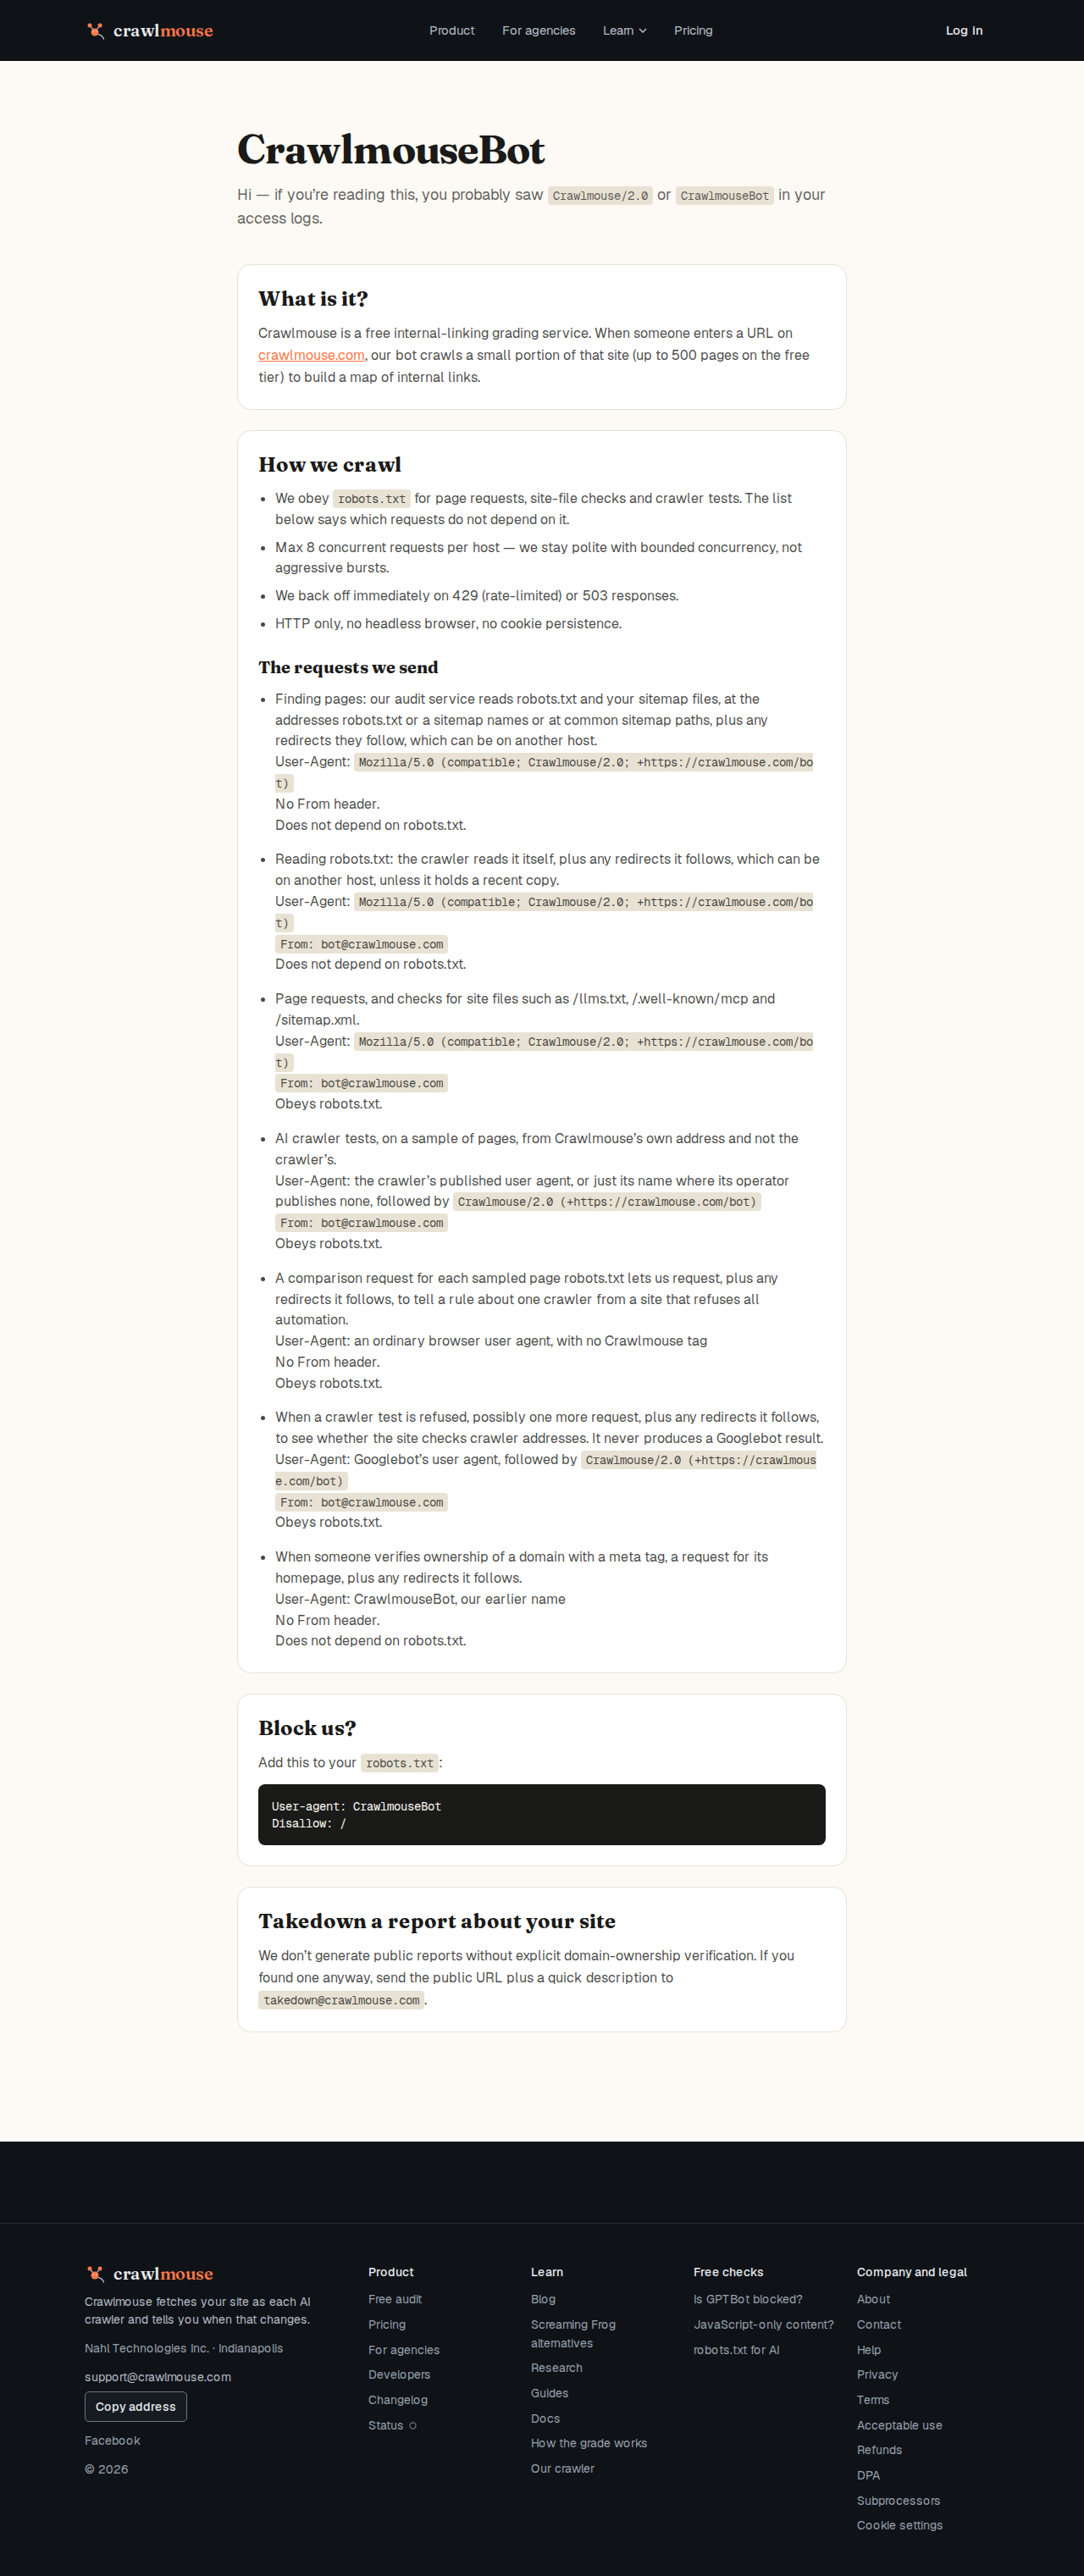 crawlmouse
Product
For agencies
Learn
Pricing
Log in
CrawlmouseBot
Hi — if you're reading this, you probably saw Crawlmouse/2.0 or CrawlmouseBot in your
access logs.
What is it?
Crawlmouse is a free internal-linking grading service. When someone enters a URL on
crawlmouse.com, our bot crawls a small portion of that site (up to 500 pages on the free
tier) to build a map of internal links.
How we crawl
• We obey robots.txt for page requests, site-file checks and crawler tests. The list
below says which requests do not depend on it.
• Max 8 concurrent requests per host — we stay polite with bounded concurrency, not
aggressive bursts.
• We back off immediately on 429 (rate-limited) or 503 responses.
• HTTP only, no headless browser, no cookie persistence.
The requests we send
• Finding pages: our audit service reads robots.txt and your sitemap files, at the
addresses robots.txt or a sitemap names or at common sitemap paths, plus any
redirects they follow, which can be on another host.
User-Agent: Mozilla/5.0 (compatible; Crawlmouse/2.0; +https://crawlmouse.com/bo
t)
No From header.
Does not depend on robots.txt.
• Reading robots.txt: the crawler reads it itself, plus any redirects it follows, which can be
on another host, unless it holds a recent copy.
User-Agent: Mozilla/5.0 (compatible; Crawlmouse/2.0; +https://crawlmouse.com/bo
t)
From: bot@crawlmouse.com
Does not depend on robots.txt.
• Page requests, and checks for site files such as /llms.txt, /.well-known/mcp and
/sitemap.xml.
User-Agent: Mozilla/5.0 (compatible; Crawlmouse/2.0; +https://crawlmouse.com/bo
t)
From: bot@crawlmouse.com
Obeys robots.txt.
• AI crawler tests, on a sample of pages, from Crawlmouse's own address and not the
crawler's.
User-Agent: the crawler's published user agent, or just its name where its operator
publishes none, followed by Crawlmouse/2.0 (+https://crawlmouse.com/bot)
From: bot@crawlmouse.com
Obeys robots.txt.
• A comparison request for each sampled page robots.txt lets us request, plus any
redirects it follows, to tell a rule about one crawler from a site that refuses all
automation.
User-Agent: an ordinary browser user agent, with no Crawlmouse tag
No From header.
Obeys robots.txt.
• When a crawler test is refused, possibly one more request, plus any redirects it follows,
to see whether the site checks crawler addresses. It never produces a Googlebot result.
User-Agent: Googlebot's user agent, followed by Crawlmouse/2.0 (+https://crawlmous
e.com/bot)
From: bot@crawlmouse.com
Obeys robots.txt.
• When someone verifies ownership of a domain with a meta tag, a request for its
homepage, plus any redirects it follows.
User-Agent: CrawlmouseBot, our earlier name
No From header.
Does not depend on robots.txt.
Block us?
Add this to your robots.txt:
User-agent: CrawlmouseBot
Disallow: /
Takedown a report about your site
We don't generate public reports without explicit domain-ownership verification. If you
found one anyway, send the public URL plus a quick description to
takedown@crawlmouse.com.
crawlmouse
Crawlmouse fetches your site as each AI
crawler and tells you when that changes.
Nahl Technologies Inc. · Indianapolis
support@crawlmouse.com
Copy address
Facebook
© 2026
Product
Free audit
Pricing
For agencies
Developers
Changelog
Status
Learn
Blog
Screaming Frog
alternatives
Research
Guides
Docs
How the grade works
Our crawler
Free checks
Is GPTBot blocked?
JavaScript-only content?
robots.txt for AI
Company and legal
About
Contact
Help
Privacy
Terms
Acceptable use
Refunds
DPA
Subprocessors
Cookie settings